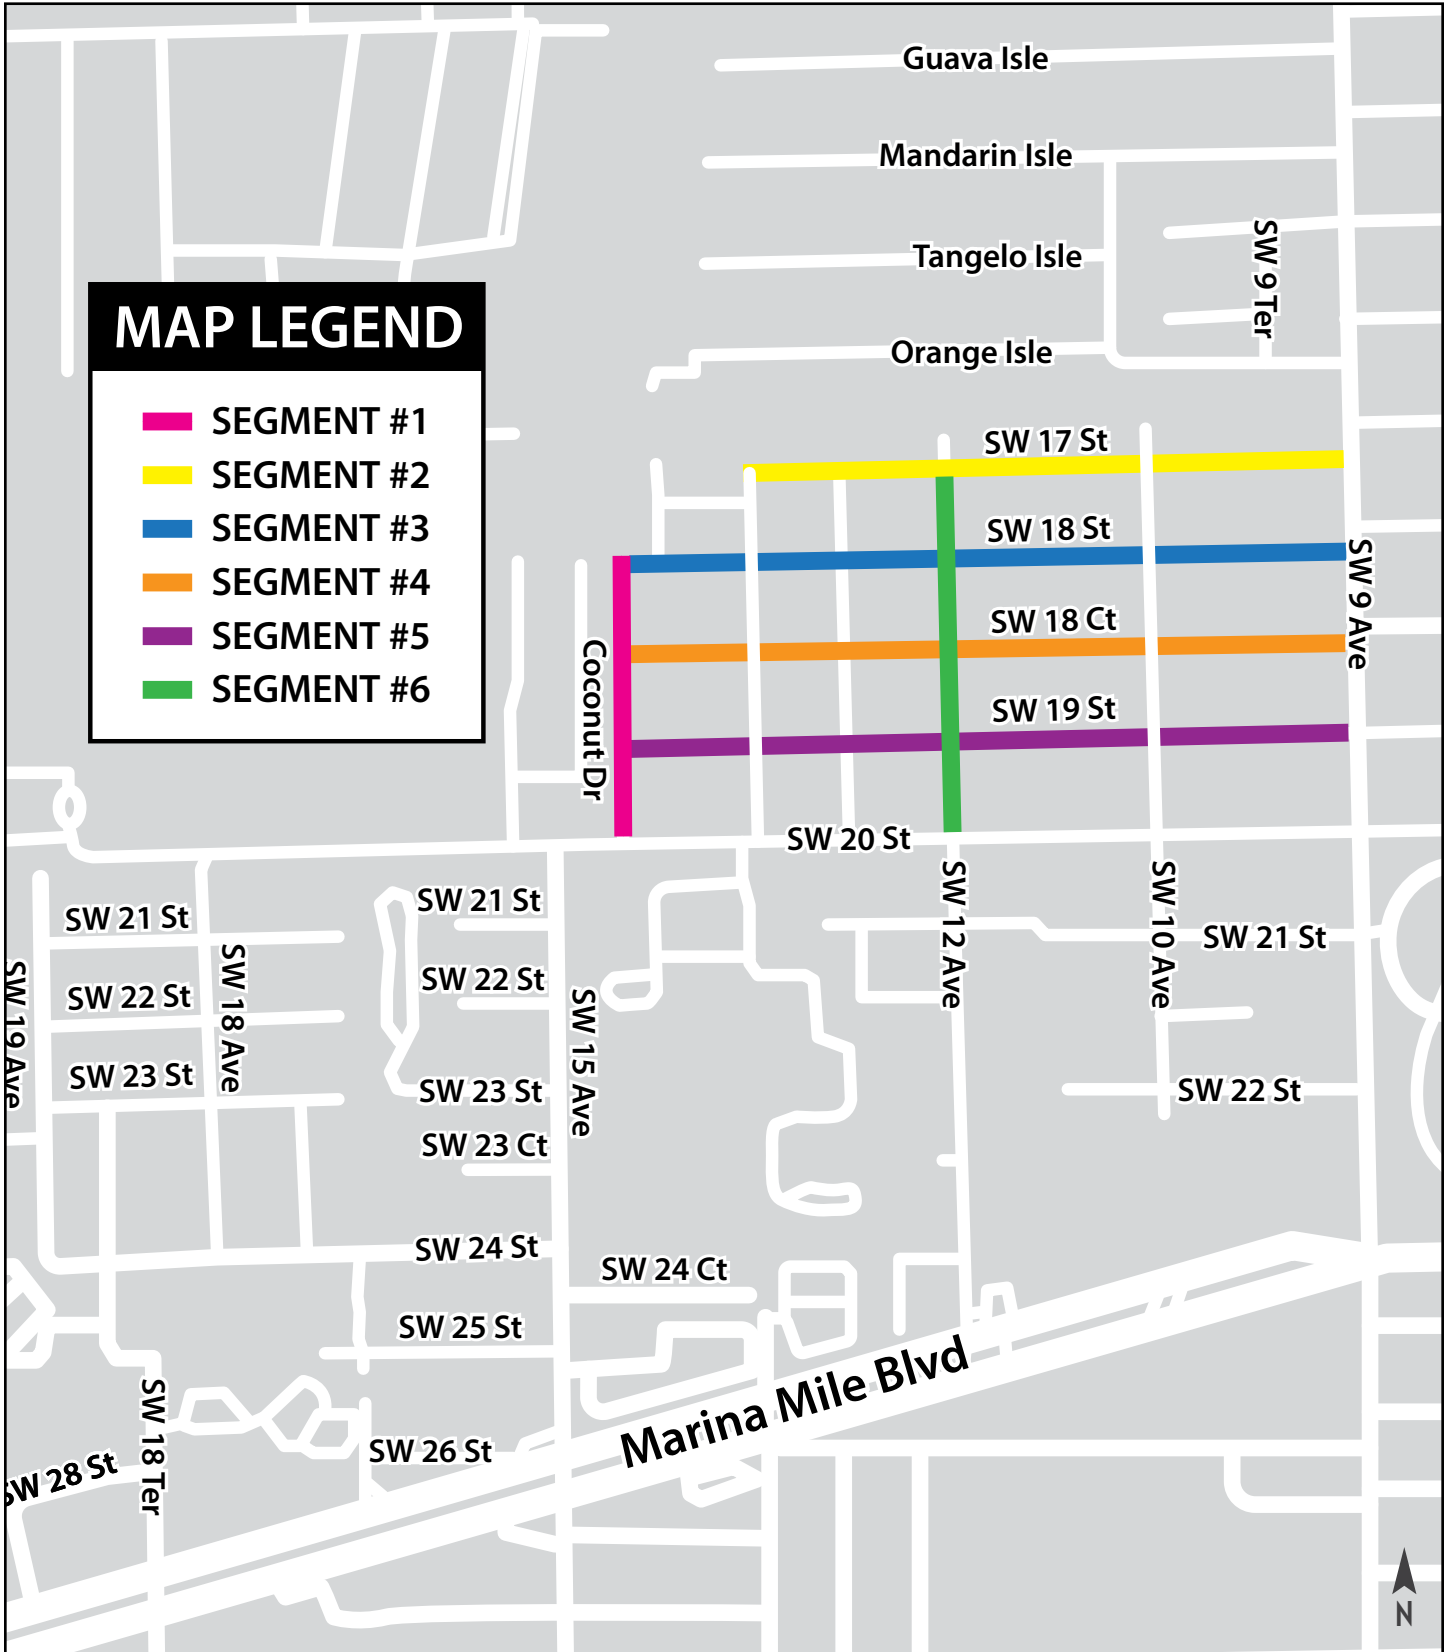 Guava Isle
Mandarin Isle
SW 9 Ter
Tangelo Isle
Orange Isle
MAP LEGEND
SEGMENT #1
SEGMENT #2
SEGMENT #3
SEGMENT #4
SEGMENT #5
SEGMENT #6
SW 17 St
SW 18 St
SW 9 Ave
SW 18 Ct
Coconut Dr
SW 19 St
SW 20 St
SW 21 St
SW 21 St
SW 12 Ave
SW 10 Ave
SW 21 St
SW 19 Ave
SW 22 St
SW 18 Ave
SW 22 St
SW 15 Ave
SW 23 St
SW 23 St
SW 22 St
SW 23 Ct
SW 24 St
SW 24 Ct
SW 25 St
Marina Mile Blvd
SW 18 Ter
SW 26 St
SW 28 St
N